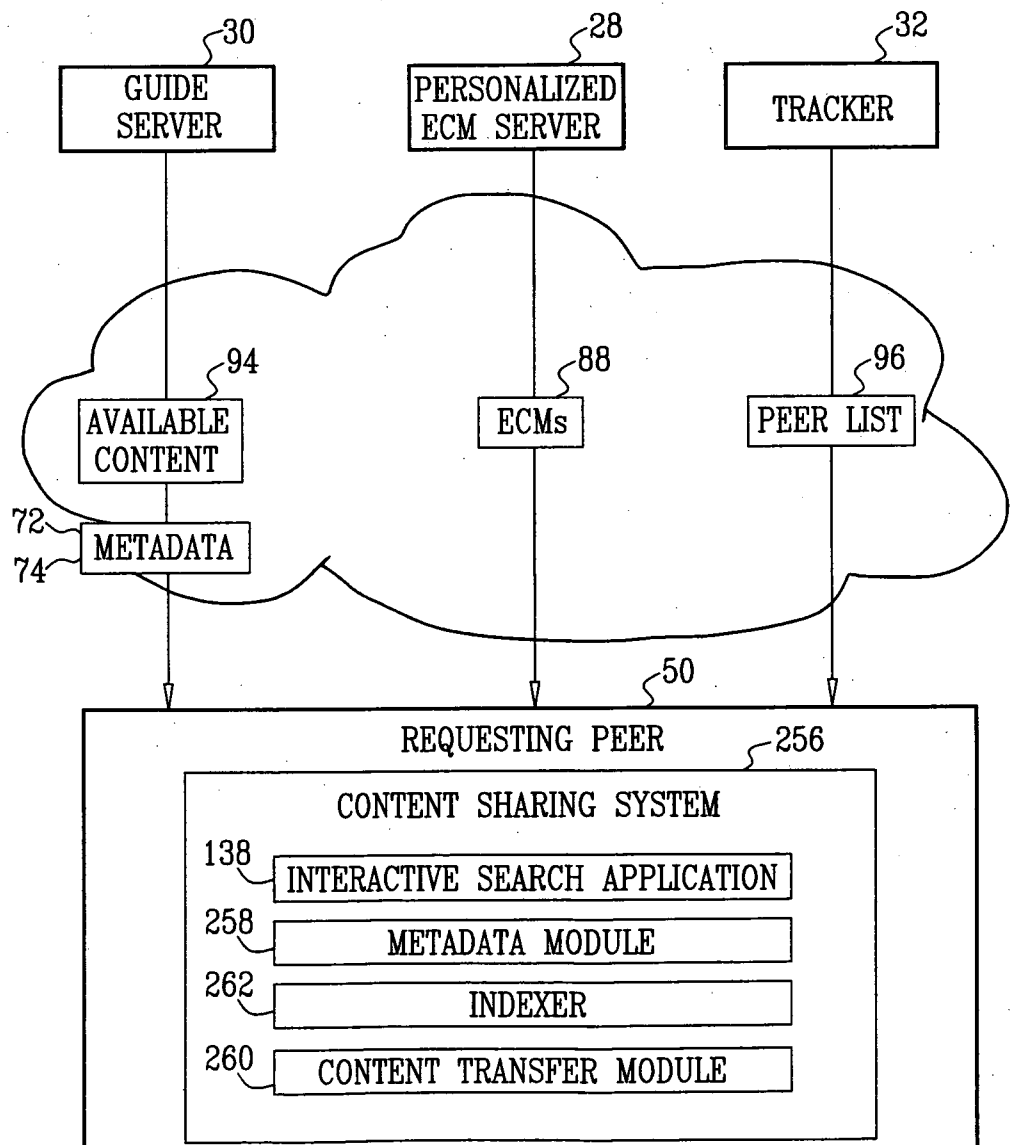 30
28
32
GUIDE
SERVER
PERSONALIZED
ECM SERVER
TRACKER
94
88
96
AVAILABLE
CONTENT
ECMs
PEER LIST
72
74
METADATA
50
REQUESTING PEER
256
CONTENT SHARING SYSTEM
138
INTERACTIVE SEARCH APPLICATION
258
METADATA MODULE
262
INDEXER
260
CONTENT TRANSFER MODULE